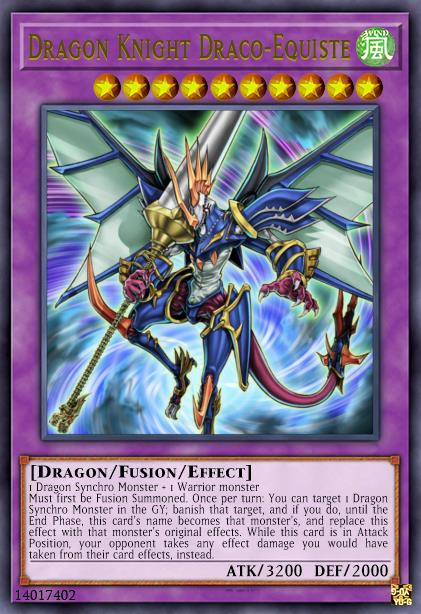 Dragon Knight Draco-Equiste
WIND
風
[Dragon/Fusion/Effect]
1 Dragon Synchro Monster + 1 Warrior monster
Must first be Fusion Summoned. Once per turn: You can target 1 Dragon
Synchro Monster in the GY; banish that target, and if you do, until the
End Phase, this card's name becomes that monster's, and replace this
effect with that monster's original effects. While this card is in Attack
Position, your opponent takes any effect damage you would have
taken from their card effects, instead.
ATK/3200 DEF/2000
14017402